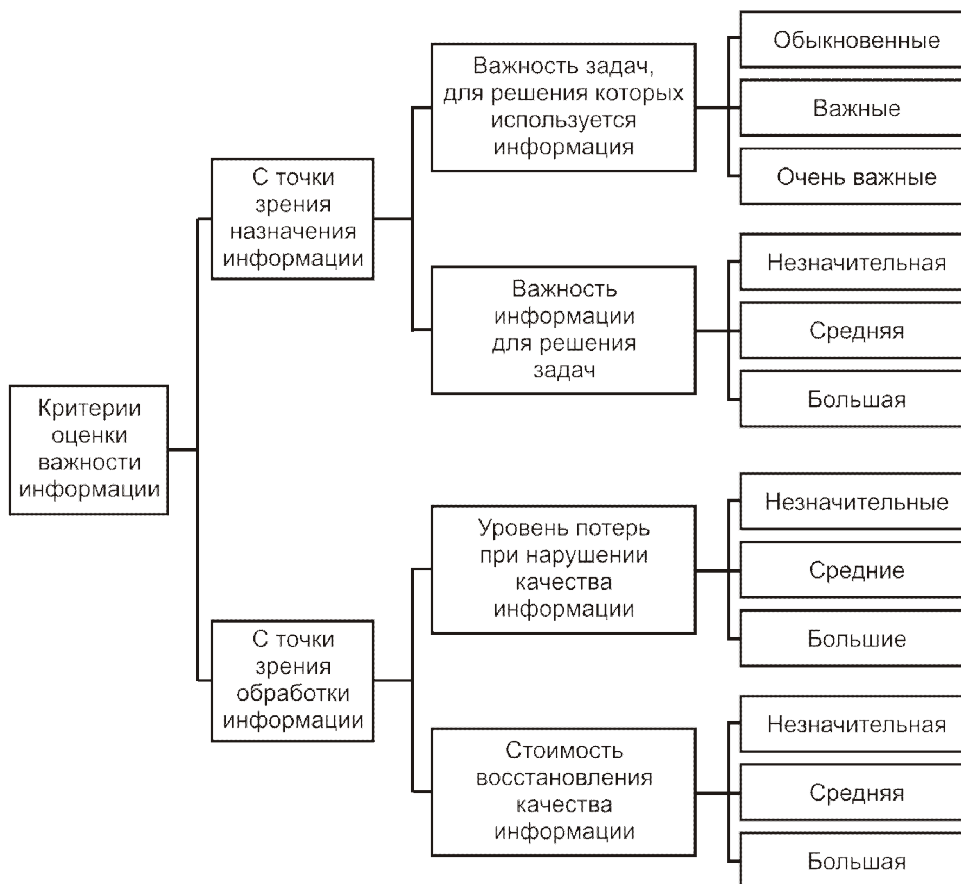 Критерии
оценки
важности
информации
С точки
зрения
назначения
информации
Важность задач,
для решения которых
используется
информация
Обыкновенные
Важные
Очень важные
Важность
информации
для решения
задач
Незначительная
Средняя
Большая
С точки
зрения
обработки
информации
Уровень потерь
при нарушении
качества
информации
Незначительные
Средние
Большие
Стоимость
восстановления
качества
информации
Незначительная
Средняя
Большая